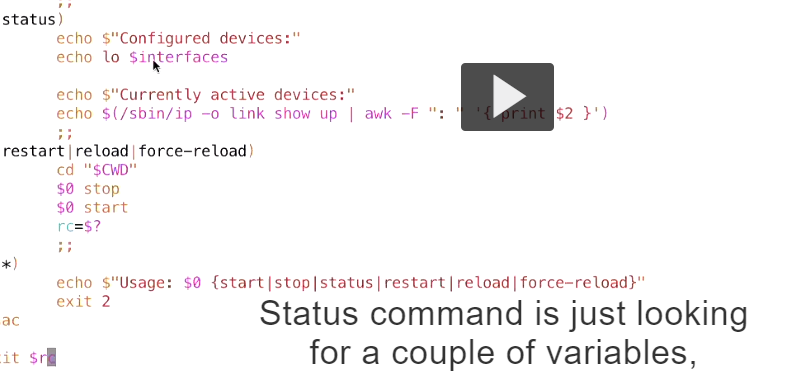 ;;
status)
echo $"Configured devices:"
echo lo $interfaces
echo $"Currently active devices:"
echo $(/sbin/ip -o link show up | awk -F ": " '{ print $2 }')
;;
restart|reload|force-reload)
cd "$CWD"
$0 stop
$0 start
rc=$?
;;
*)
echo $"Usage: $0 {start|stop|status|restart|reload|force-reload}"
exit 2
ac
it $rc
Status command is just looking
for a couple of variables,